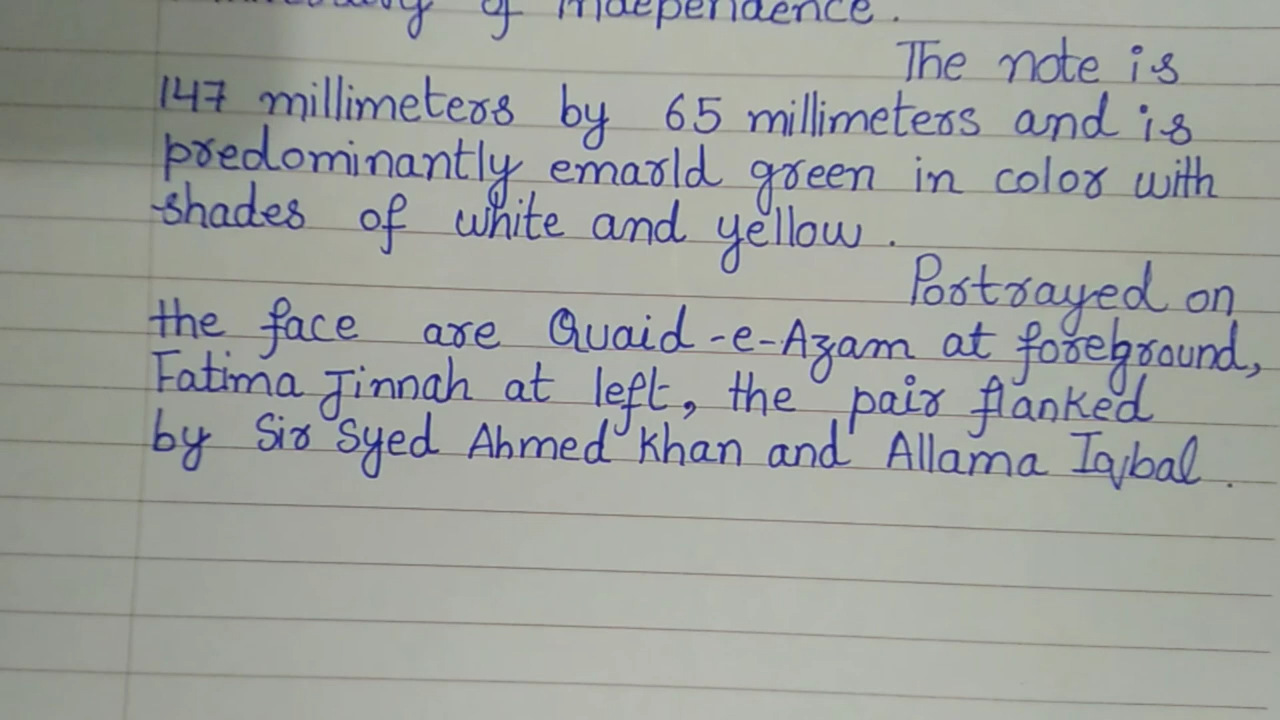 of independence.
The note is
147 millimeters by 65 millimeters and is
predominantly emarld green in color with
shades of white and yellow.
Portrayed on
the face are Quaid-e-Azam at foreground,
Fatima Jinnah at left, the pair flanked
by Sir Syed Ahmed Khan and Allama Iqbal.